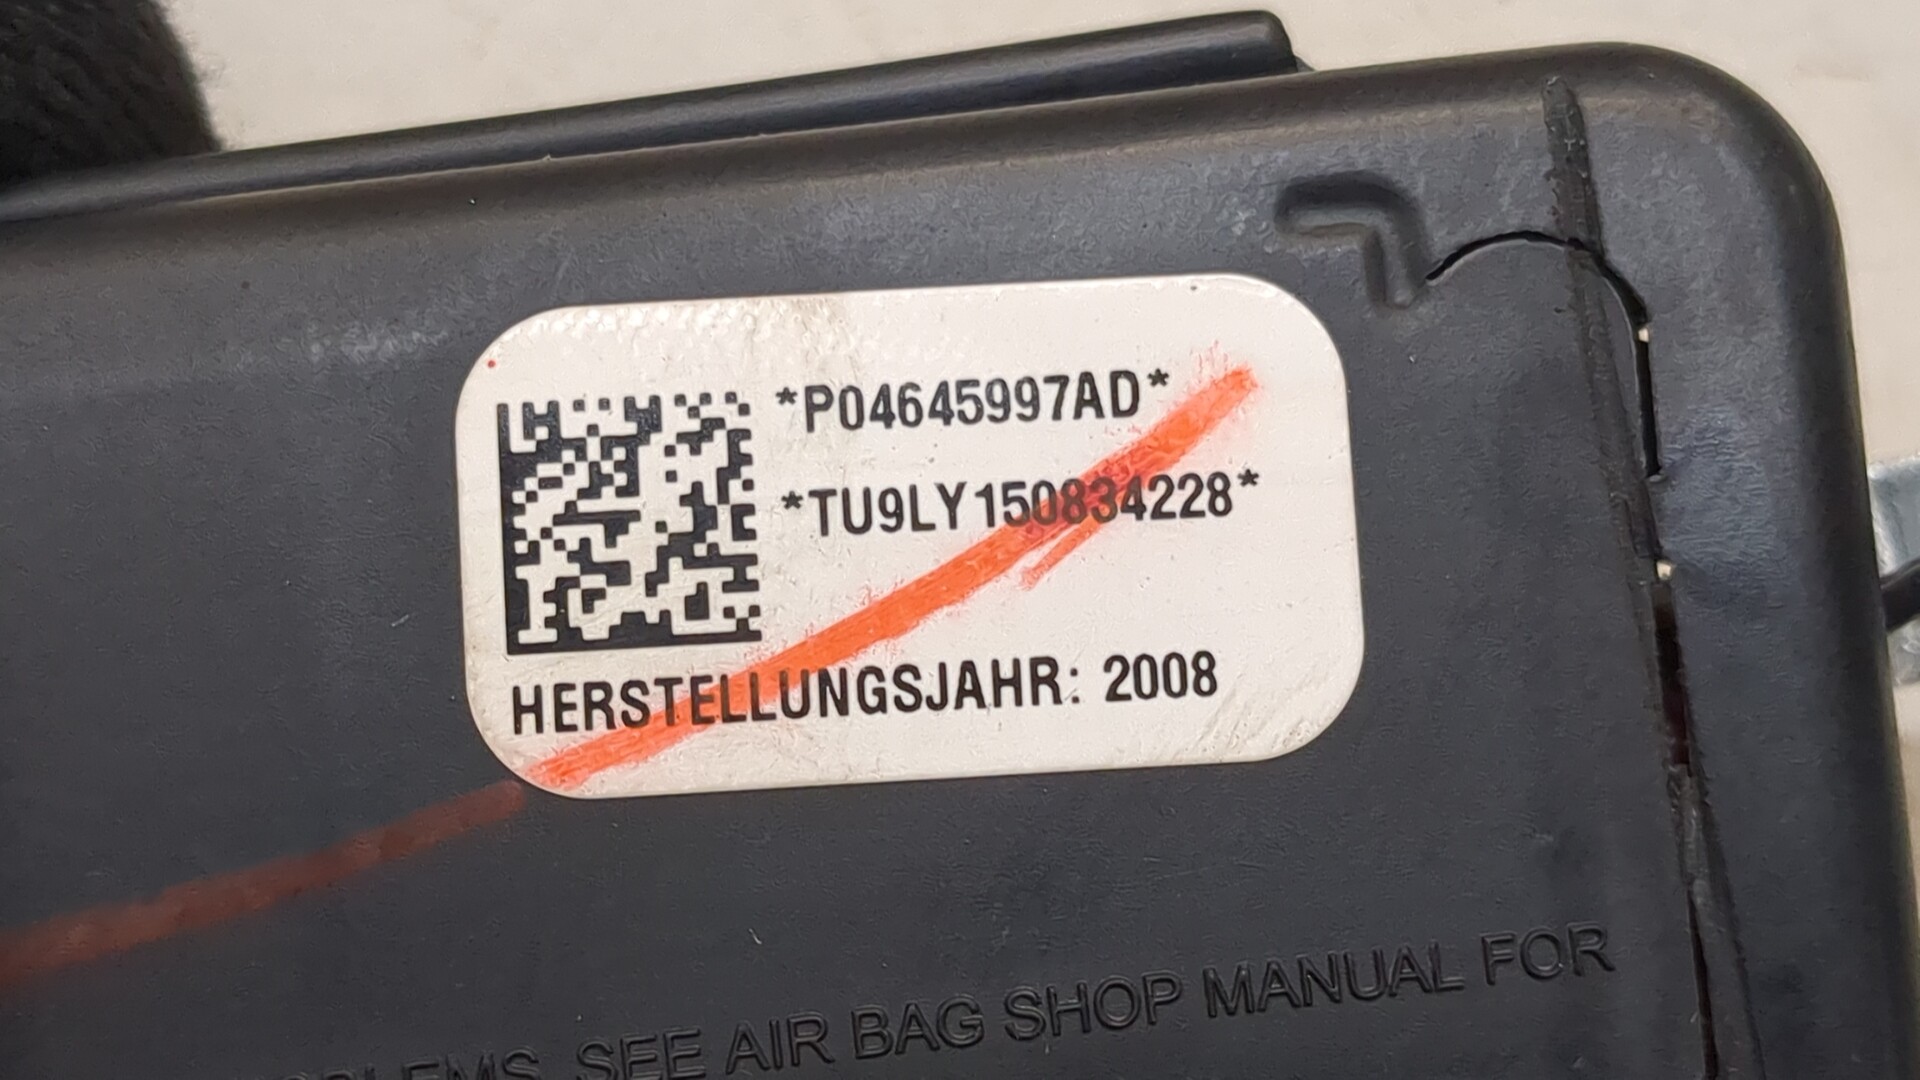 *P04645997AD*
*TU9LY150834228*
HERSTELLUNGSJAHR: 2008
SEE AIR BAG SHOP MANUAL FOR